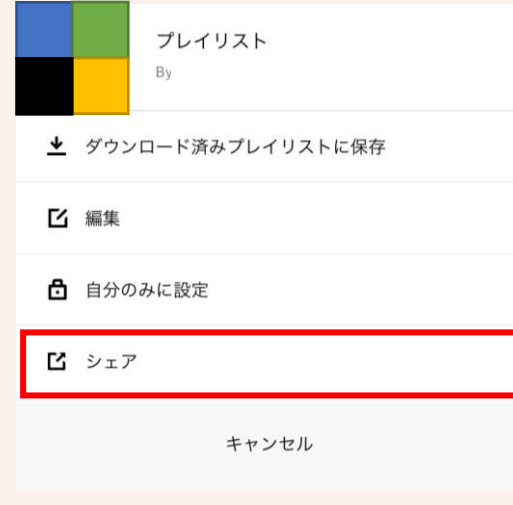 プレイリスト
By
ダウンロード済みプレイリストに保存
編集
自分のみに設定
シェア
キャンセル